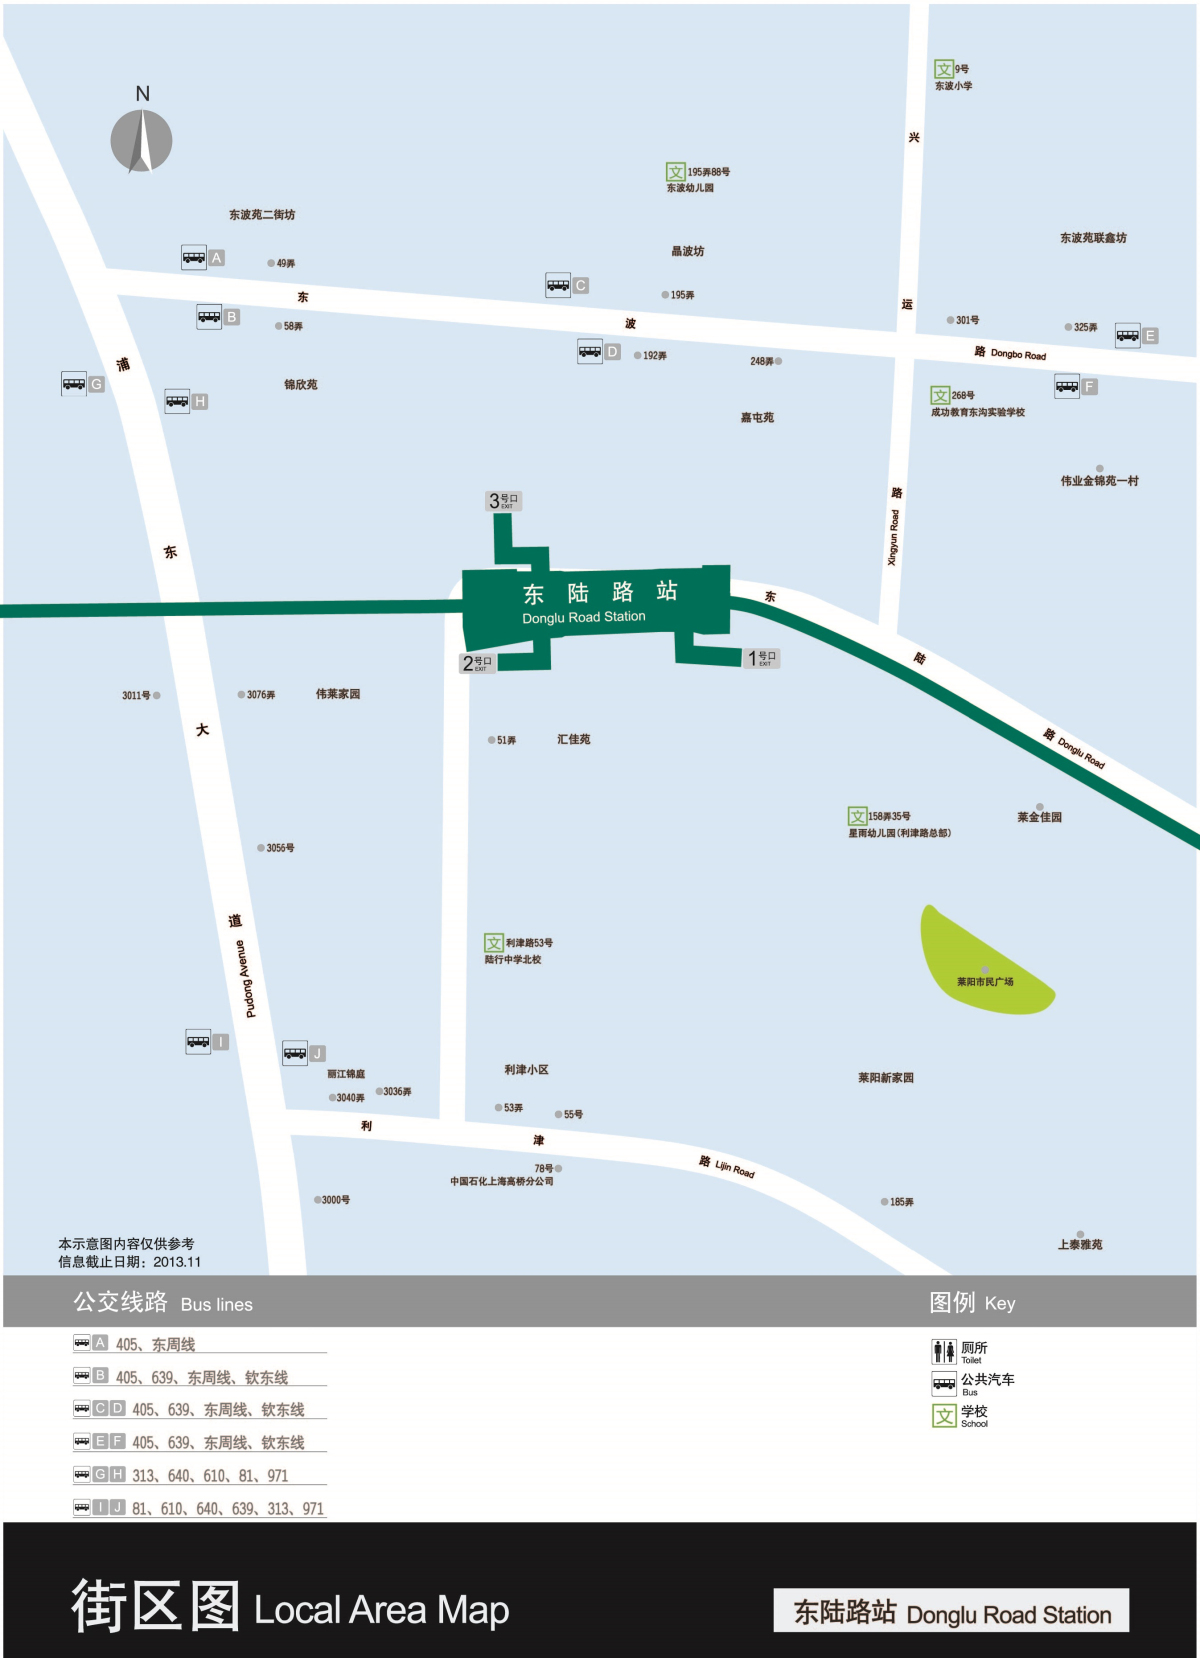 N
文 9号
东波小学
兴
文 195弄88号
东波幼儿园
东波苑二街坊
东波苑联鑫坊
晶波坊
A
49弄
C
195弄
东
运
B
58弄
波
301号
325弄
E
D
192弄
248弄
路 Dongbo Road
浦
G
H
锦欣苑
F
文 268号
成功教育东沟实验学校
嘉屯苑
伟业金锦苑一村
路
Xingyun Road
3号口
EXIT
东
东陆路站
Donglu Road Station
东
2号口
EXIT
1号口
EXIT
陆
3011号
3076弄
伟莱家园
大
51弄
汇佳苑
路 Donglu Road
文 158弄35号
星雨幼儿园(利津路总部)
莱金佳园
3056号
道
Pudong Avenue
文 利津路53号
陆行中学北校
莱阳市民广场
I
J
丽江锦庭
3040弄
3036弄
利津小区
莱阳新家园
53弄
55号
利
津
路 Lijin Road
78号
中国石化上海高桥分公司
3000号
185弄
上泰雅苑
本示意图内容仅供参考
信息截止日期：2013.11
公交线路 Bus lines
图例 Key
A 405、东周线
B 405、639、东周线、钦东线
C D 405、639、东周线、钦东线
E F 405、639、东周线、钦东线
G H 313、640、610、81、971
I J 81、610、640、639、313、971
厕所
Toilet
公共汽车
Bus
文 学校
School
街区图 Local Area Map
东陆路站 Donglu Road Station